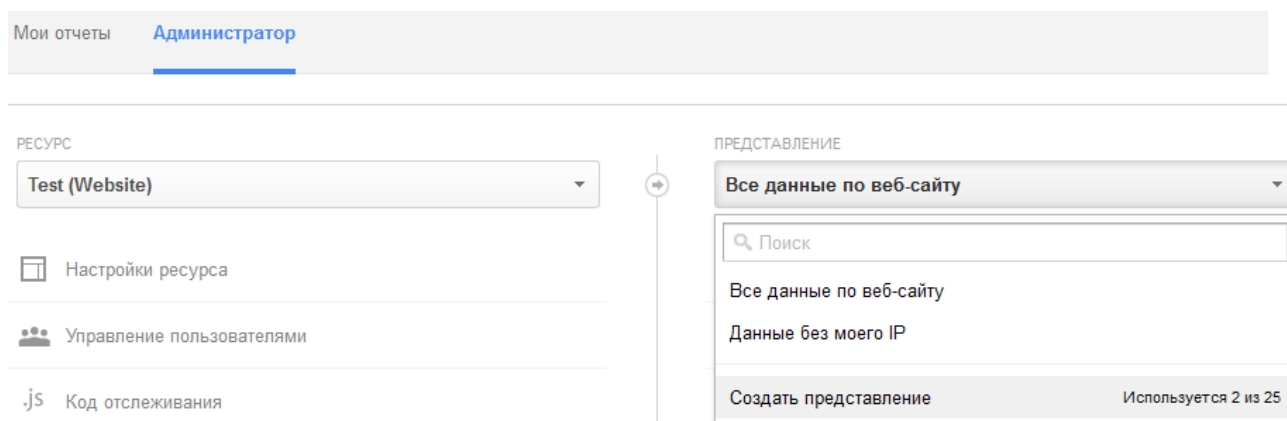 Мои отчеты Администратор
РЕСУРС
Test (Website)
Настройки ресурса
Управление пользователями
.js Код отслеживания
ПРЕДСТАВЛЕНИЕ
Все данные по веб-сайту
Поиск
Все данные по веб-сайту
Данные без моего IP
Создать представление Используется 2 из 25